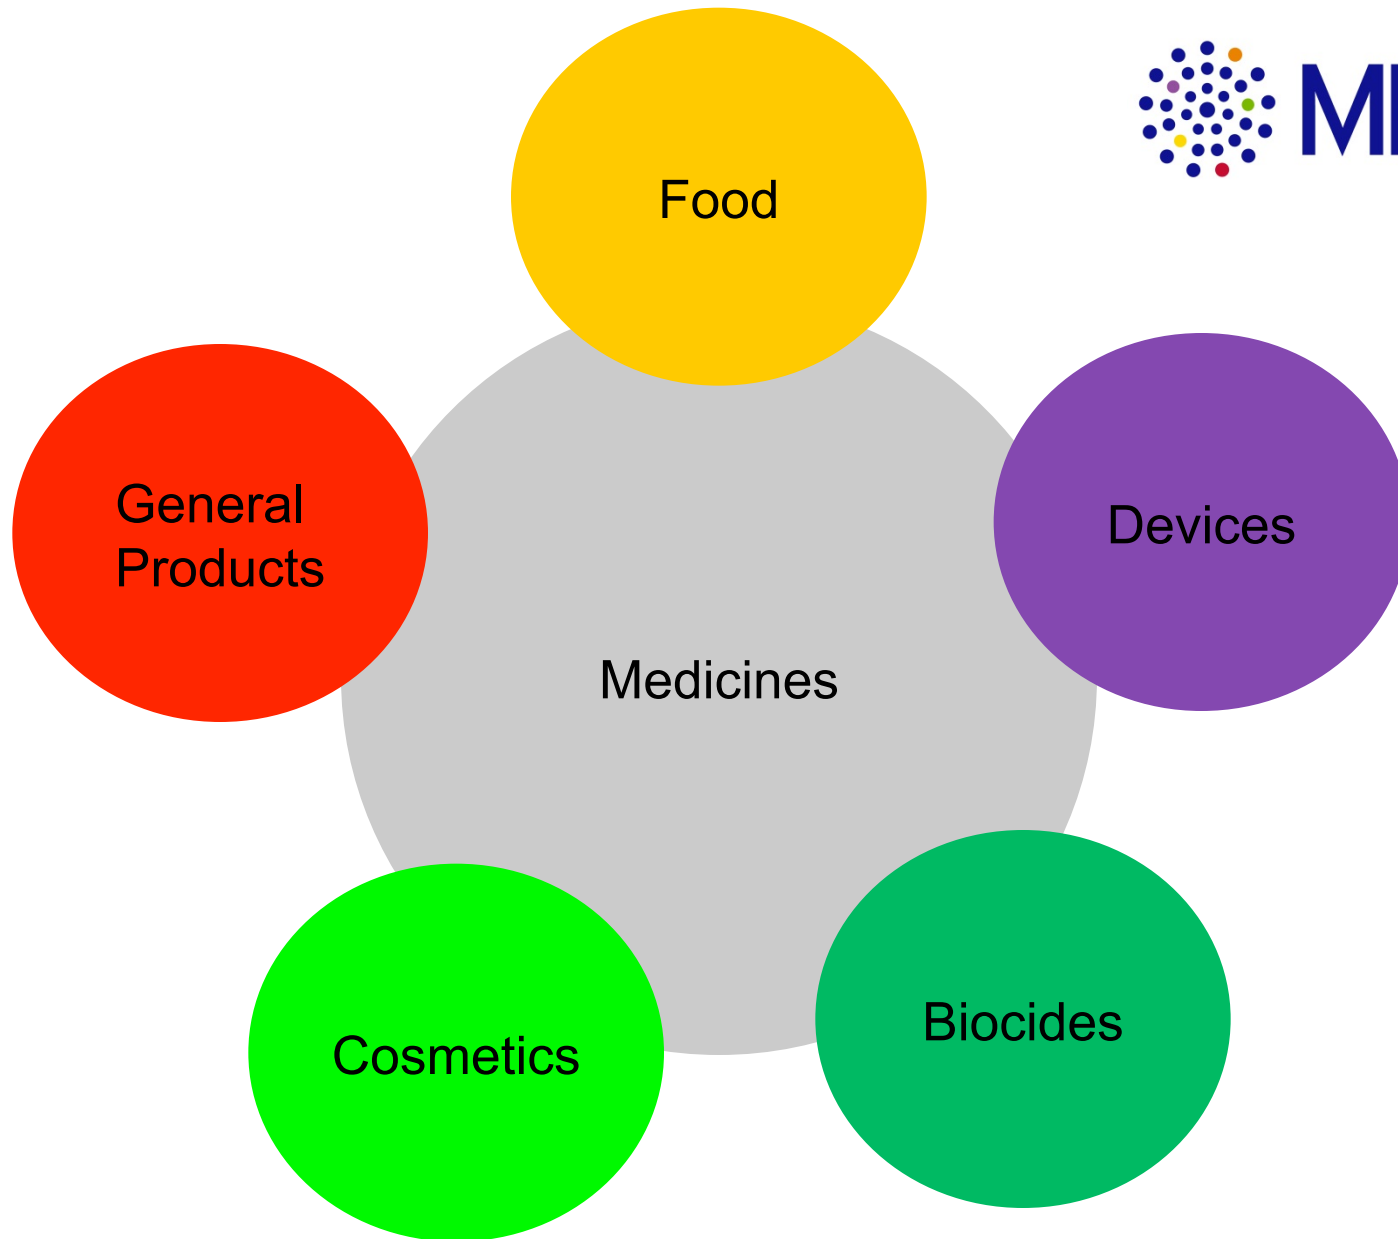 Food
General
Products
Devices
Medicines
Biocides
Cosmetics